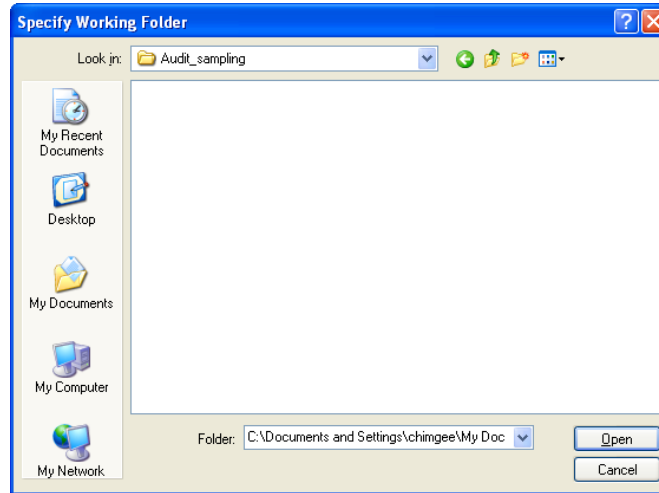 Specify Working Folder
Look in: Audit_sampling
My Recent
Documents
Desktop
My Documents
My Computer
My Network
Folder: C:\Documents and Settings\chimgee\My Doc
Open
Cancel